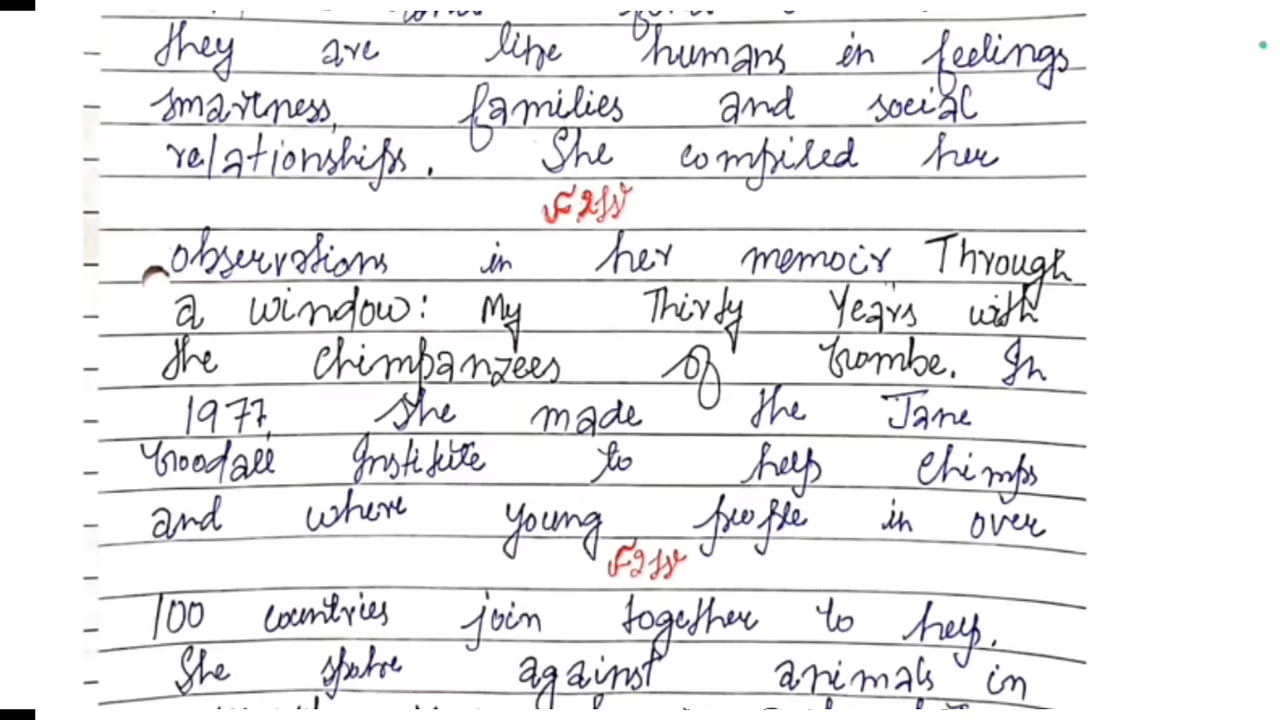 they are like humans in feelings
smartness, families and social
relationships. She compiled her
observations in her memoir Through
a window: My Thirty Years with
the Chimpanzees of Gombe. In
1977, she made the Jane
Goodall Institute to help Chimps
and where young people in over
100 countries join together to help.
She spoke against animals in